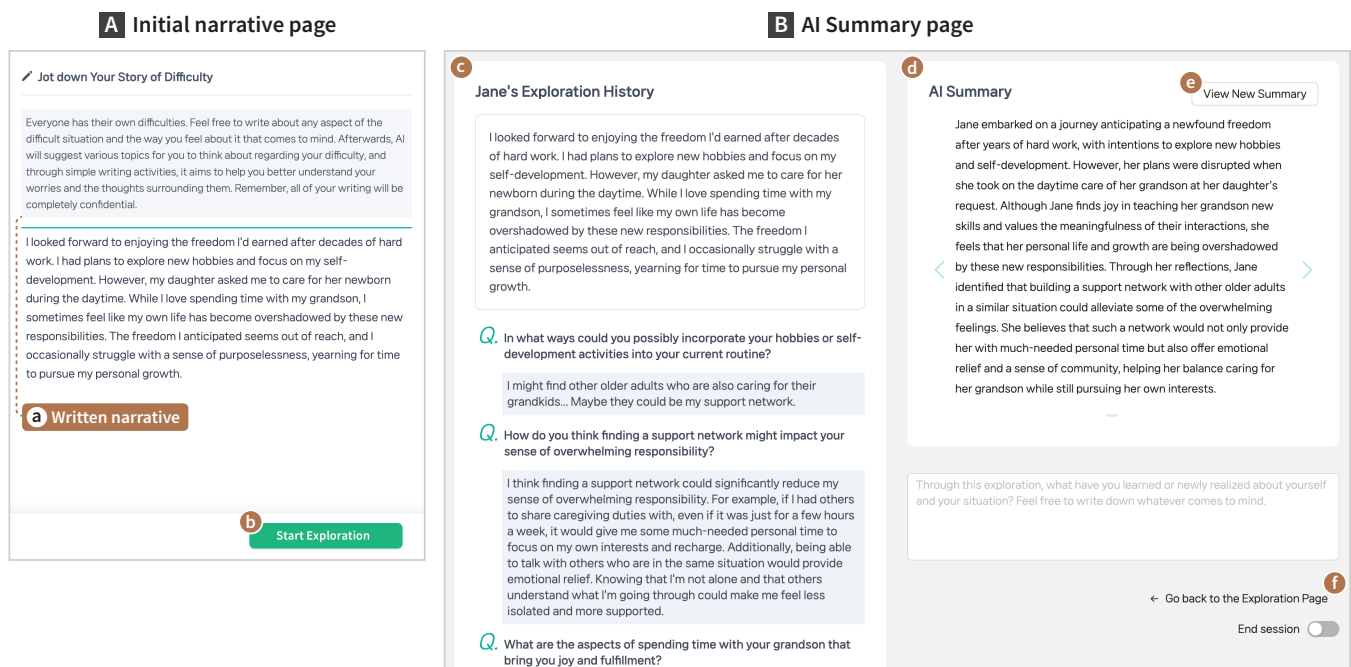 A Initial narrative page
Jot down Your Story of Difficulty
Everyone has their own difficulties. Feel free to write about any aspect of the
difficult situation and the way you feel about it that comes to mind. Afterwards, AI
will suggest various topics for you to think about regarding your difficulty, and
through simple writing activities, it aims to help you better understand your
worries and the thoughts surrounding them. Remember, all of your writing will be
completely confidential.
I looked forward to enjoying the freedom I'd earned after decades of hard
work. I had plans to explore new hobbies and focus on my self-
development. However, my daughter asked me to care for her newborn
during the daytime. While I love spending time with my grandson, I
sometimes feel like my own life has become overshadowed by these new
responsibilities. The freedom I anticipated seems out of reach, and I
occasionally struggle with a sense of purposelessness, yearning for time
to pursue my personal growth.
a Written narrative
b
Start Exploration
B AI Summary page
c
Jane's Exploration History
I looked forward to enjoying the freedom I'd earned after decades
of hard work. I had plans to explore new hobbies and focus on my
self-development. However, my daughter asked me to care for her
newborn during the daytime. While I love spending time with my
grandson, I sometimes feel like my own life has become
overshadowed by these new responsibilities. The freedom I
anticipated seems out of reach, and I occasionally struggle with a
sense of purposelessness, yearning for time to pursue my personal
growth.
Q. In what ways could you possibly incorporate your hobbies or self-
development activities into your current routine?
I might find other older adults who are also caring for their
grandkids... Maybe they could be my support network.
Q. How do you think finding a support network might impact your
sense of overwhelming responsibility?
I think finding a support network could significantly reduce my
sense of overwhelming responsibility. For example, if I had others
to share caregiving duties with, even if it was just for a few hours
a week, it would give me some much-needed personal time to
focus on my own interests and recharge. Additionally, being able
to talk with others who are in the same situation would provide
emotional relief. Knowing that I'm not alone and that others
understand what I'm going through could make me feel less
isolated and more supported.
Q. What are the aspects of spending time with your grandson that
bring you joy and fulfillment?
d
AI Summary
e
View New Summary
Jane embarked on a journey anticipating a newfound freedom
after years of hard work, with intentions to explore new hobbies
and self-development. However, her plans were disrupted when
she took on the daytime care of her grandson at her daughter's
request. Although Jane finds joy in teaching her grandson new
skills and values the meaningfulness of their interactions, she
feels that her personal life and growth are being overshadowed
by these new responsibilities. Through her reflections, Jane
identified that building a support network with other older adults
in a similar situation could alleviate some of the overwhelming
feelings. She believes that such a network would not only provide
her with much-needed personal time but also offer emotional
relief and a sense of community, helping her balance caring for
her grandson while still pursuing her own interests.
Through this exploration, what have you learned or newly realized about yourself
and your situation? Feel free to write down whatever comes to mind.
f
← Go back to the Exploration Page
End session